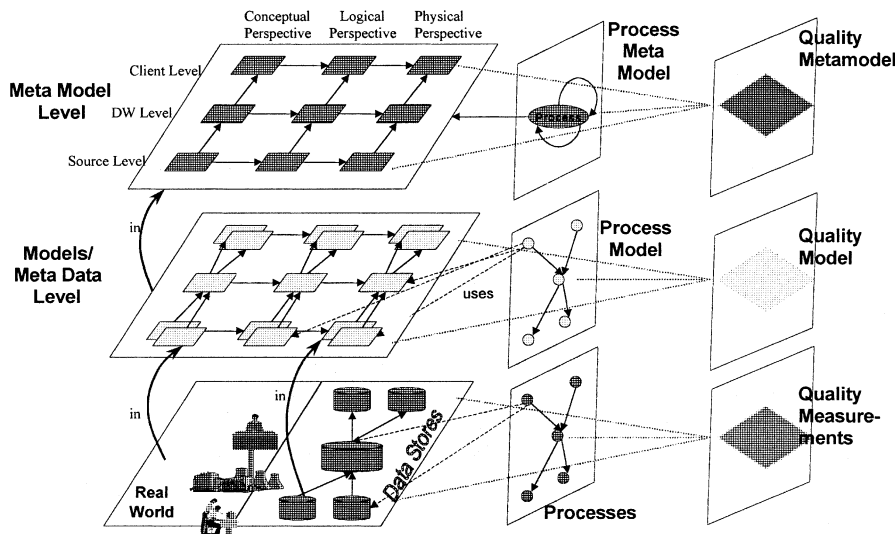 Conceptual
Perspective
Logical
Perspective
Physical
Perspective
Process
Meta
Model
Quality
Metamodel
Client Level
Meta Model
Level
DW Level
Process
Source Level
in
Models/
Meta Data
Level
Process
Model
Quality
Model
uses
in
in
Data Stores
Quality
Measure-
ments
Real
World
Processes